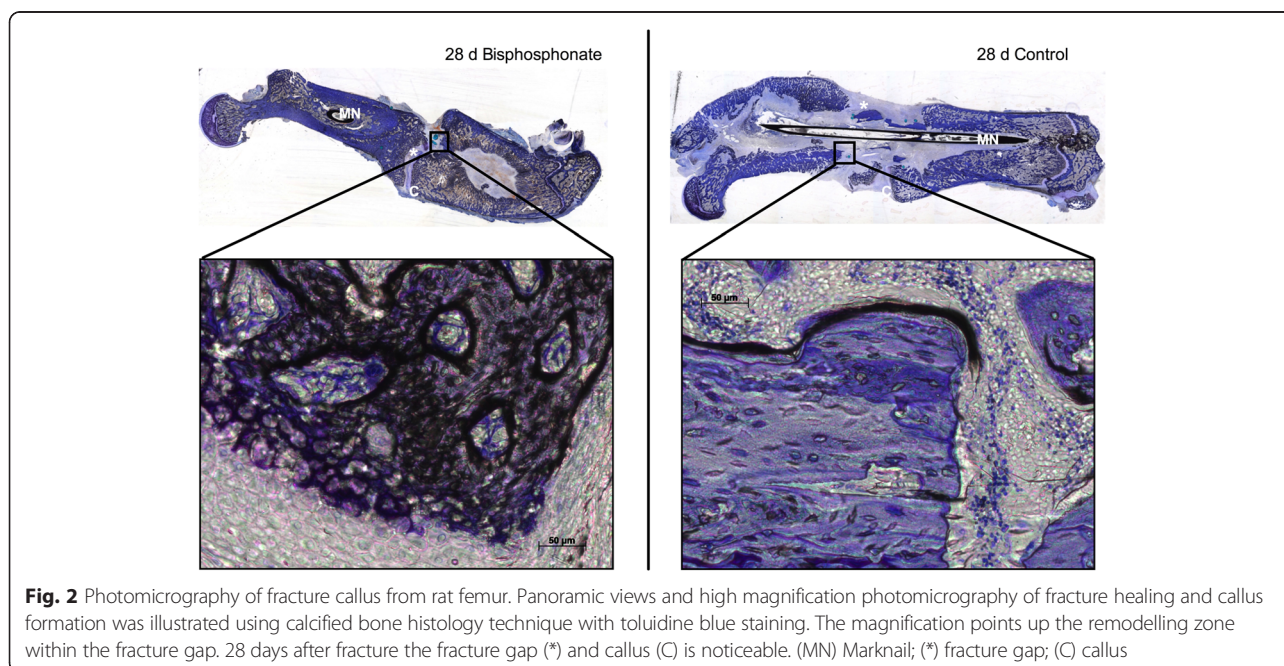 28 d Bisphosphonate
28 d Control
MN
*
C
*
MN
C
50 µm
50 µm
Fig. 2 Photomicrography of fracture callus from rat femur. Panoramic views and high magnification photomicrography of fracture healing and callus
formation was illustrated using calcified bone histology technique with toluidine blue staining. The magnification points up the remodelling zone
within the fracture gap. 28 days after fracture the fracture gap (*) and callus (C) is noticeable. (MN) Marknail; (*) fracture gap; (C) callus